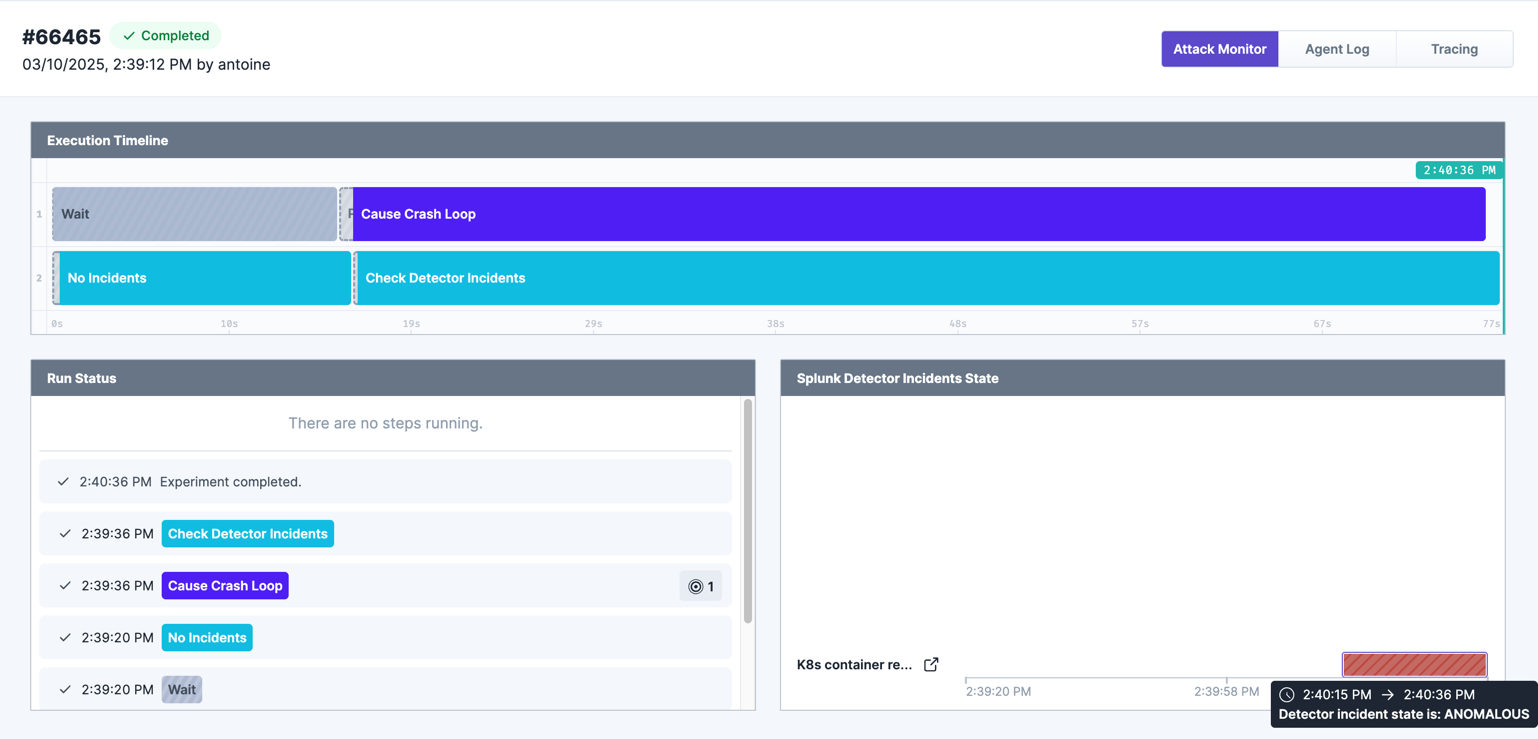 #66465
Completed
03/10/2025, 2:39:12 PM by antoine
Attack Monitor
Agent Log
Tracing
Execution Timeline
2:40:36 PM
1
Wait
Cause Crash Loop
2
No Incidents
Check Detector Incidents
0s
10s
19s
29s
38s
48s
57s
67s
77s
Run Status
There are no steps running.
2:40:36 PM Experiment completed.
2:39:36 PM Check Detector Incidents
2:39:36 PM Cause Crash Loop
1
2:39:20 PM No Incidents
2:39:20 PM Wait
Splunk Detector Incidents State
K8s container re...
2:39:20 PM
2:39:58 PM
2:40:15 PM → 2:40:36 PM
Detector incident state is: ANOMALOUS